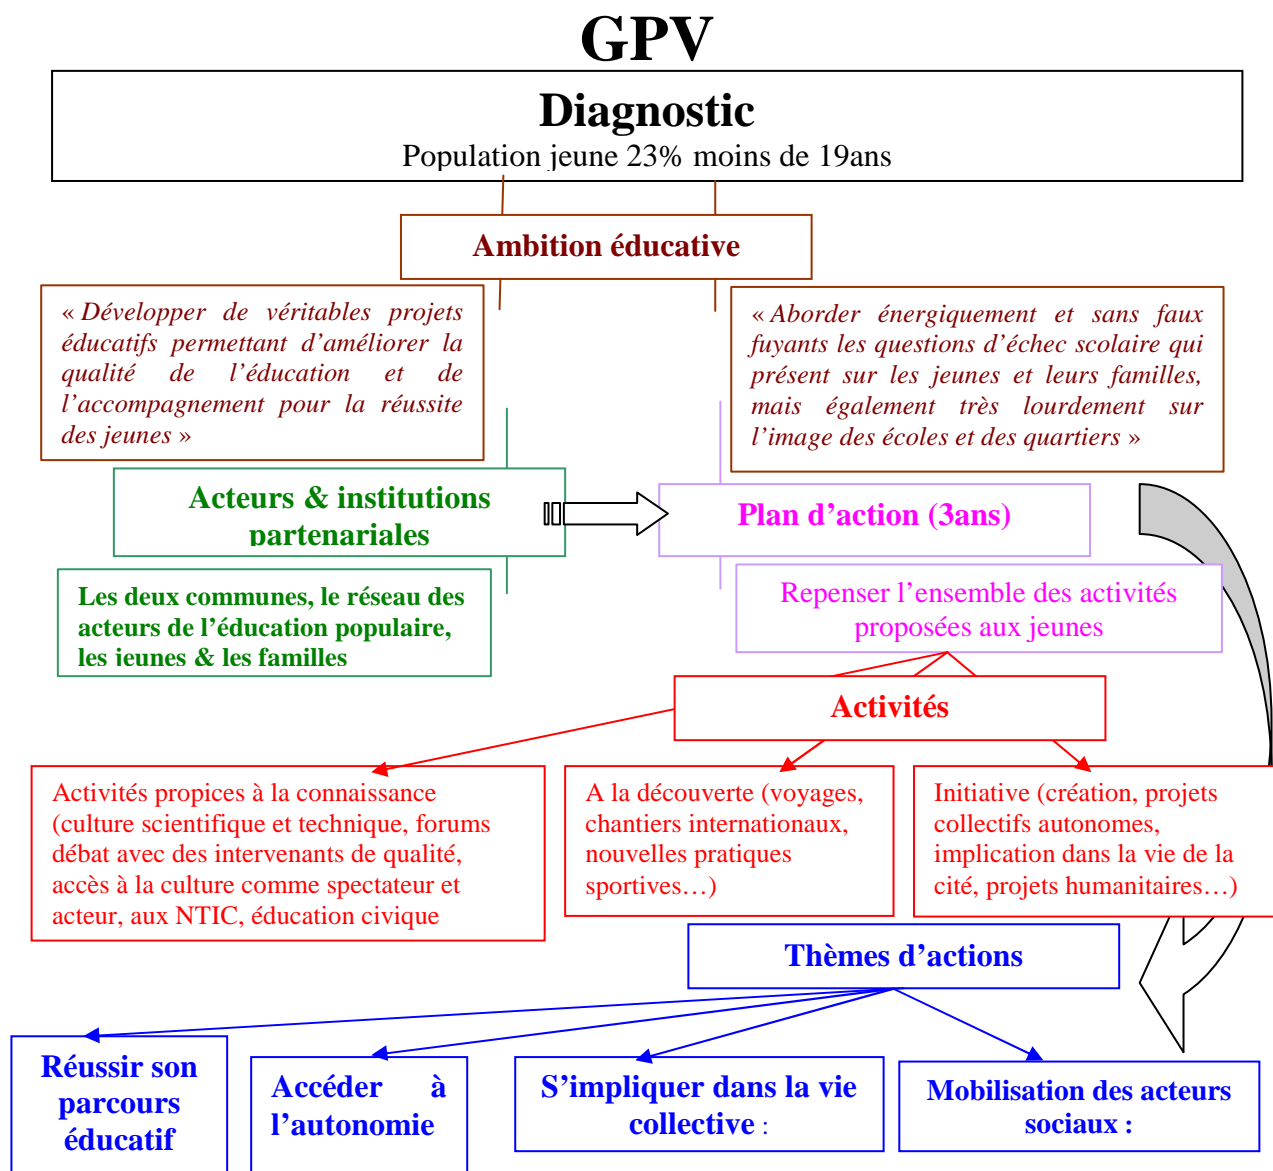 GPV
Diagnostic
Population jeune 23% moins de 19ans
Ambition éducative
« Développer de véritables projets
éducatifs permettant d’améliorer la
qualité de l’éducation et de
l’accompagnement pour la réussite
des jeunes »
« Aborder énergiquement et sans faux
fuyants les questions d’échec scolaire qui
présent sur les jeunes et leurs familles,
mais également très lourdement sur
l’image des écoles et des quartiers »
Acteurs & institutions
partenariales
Plan d’action (3ans)
Les deux communes, le réseau des
acteurs de l’éducation populaire,
les jeunes & les familles
Repenser l’ensemble des activités
proposées aux jeunes
Activités
Activités propices à la connaissance
(culture scientifique et technique, forums
débat avec des intervenants de qualité,
accès à la culture comme spectateur et
acteur, aux NTIC, éducation civique
A la découverte (voyages,
chantiers internationaux,
nouvelles pratiques
sportives…)
Initiative (création, projets
collectifs autonomes,
implication dans la vie de la
cité, projets humanitaires…)
Thèmes d’actions
Réussir son
parcours
éducatif
Accéder à
l’autonomie
S’impliquer dans la vie
collective :
Mobilisation des acteurs
sociaux :